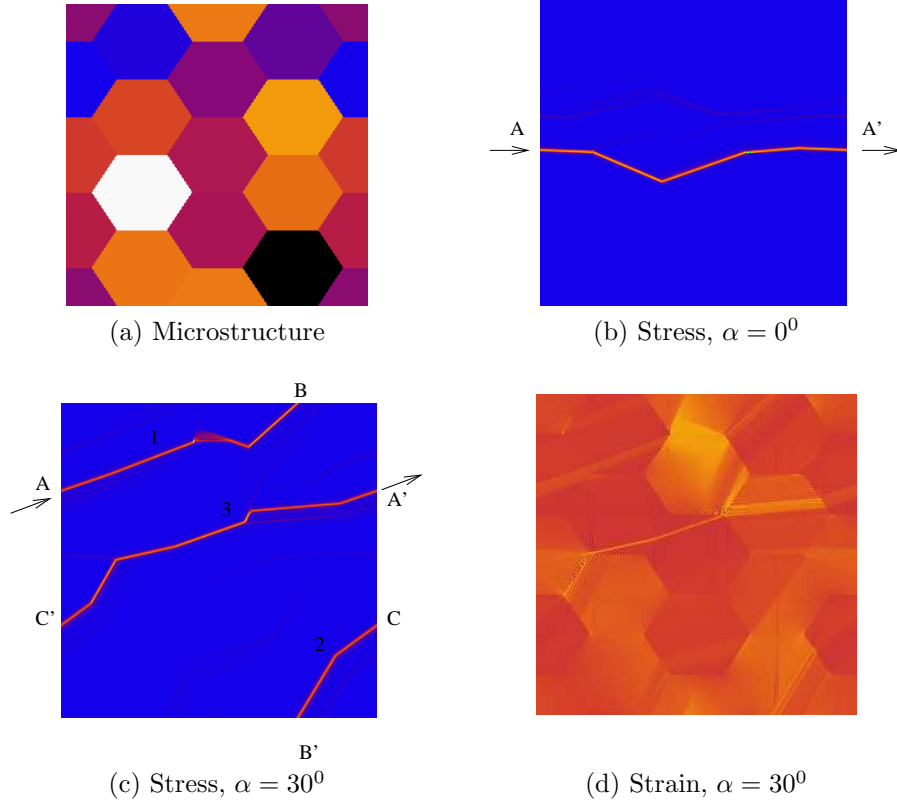 A
A'
(a) Microstructure
(b) Stress, α = 0⁰
B
1
A
A'
3
C'
C
2
B'
(c) Stress, α = 30⁰
(d) Strain, α = 30⁰